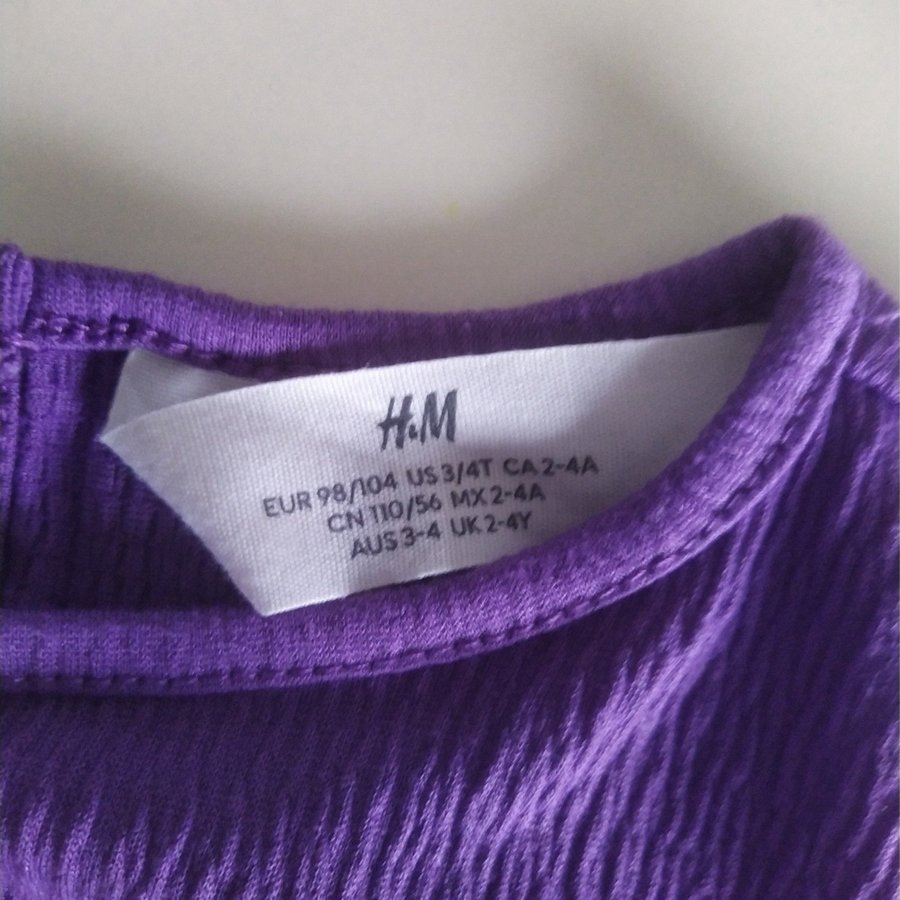 H&M
EUR 98/104 US 3/4T CA 2-4A
CN 110/56 MX 2-4A
AUS 3-4 UK 2-4Y